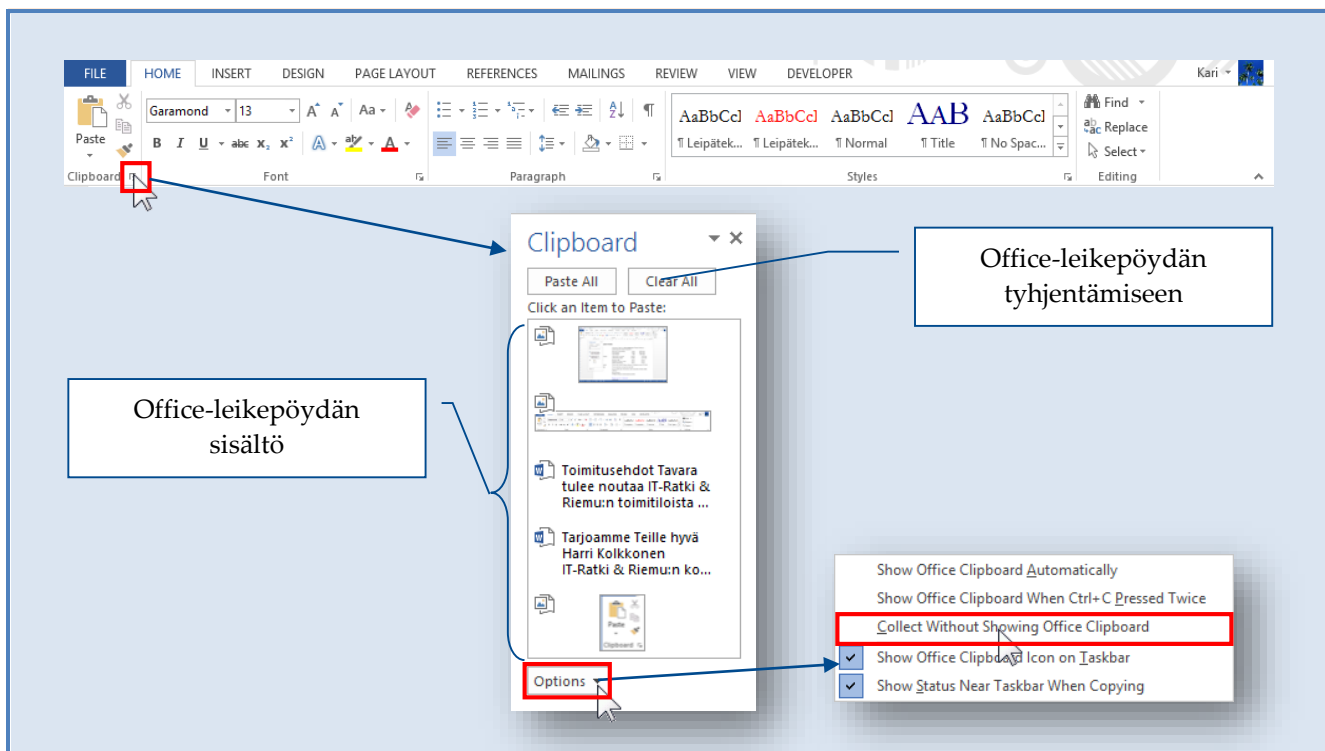 FILE HOME INSERT DESIGN PAGE LAYOUT REFERENCES MAILINGS REVIEW VIEW DEVELOPER Kari
Garamond 13 Aa
Paste
B I U abc X₂ X² A ab A
AaBbCcl AaBbCcl AaBbCcl AAB AaBbCcl
¶ Leipätek... ¶ Leipätek... ¶ Normal ¶ Title ¶ No Spac...
Find
Replace
Select
Clipboard Font Paragraph Styles Editing
Clipboard
Paste All Clear All
Click an Item to Paste:
Office-leikepöydän
tyhjentämiseen
Office-leikepöydän
sisältö
Toimitusehdot Tavara
tulee noutaa IT-Ratki &
Riemu:n toimitiloista ...
Tarjoamme Teille hyvä
Harri Kolkkonen
IT-Ratki & Riemu:n ko...
Paste
Clipboard
Options
Show Office Clipboard Automatically
Show Office Clipboard When Ctrl+C Pressed Twice
Collect Without Showing Office Clipboard
Show Office Clipboard Icon on Taskbar
Show Status Near Taskbar When Copying